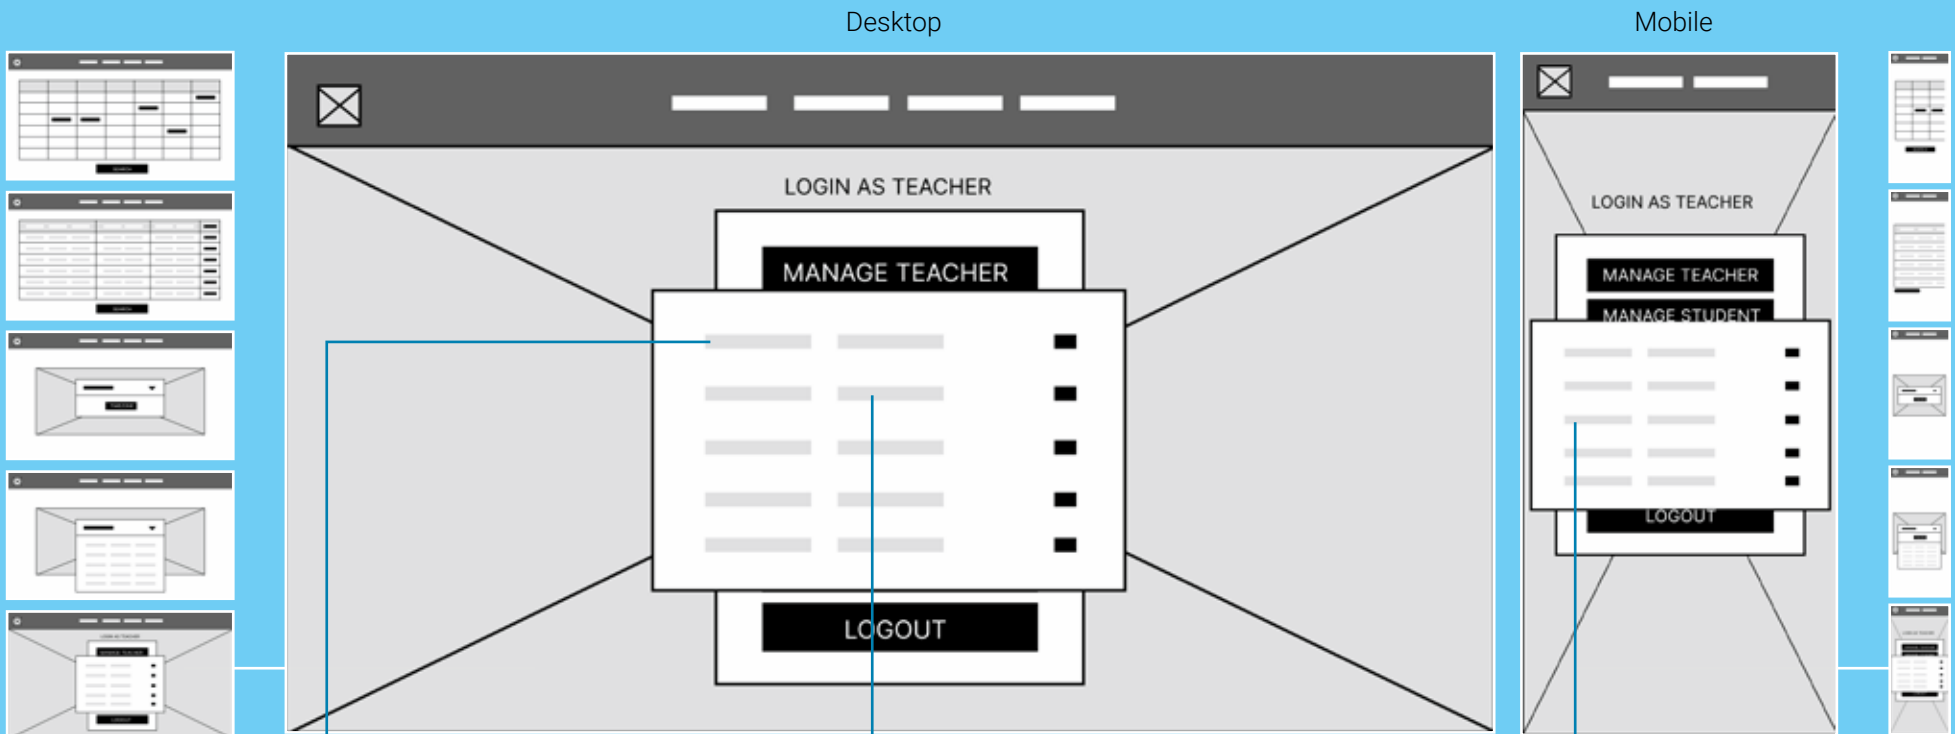 Desktop
Mobile
LOGIN AS TEACHER
MANAGE TEACHER
LOGOUT
LOGIN AS TEACHER
MANAGE TEACHER
MANAGE STUDENT
LOGOUT